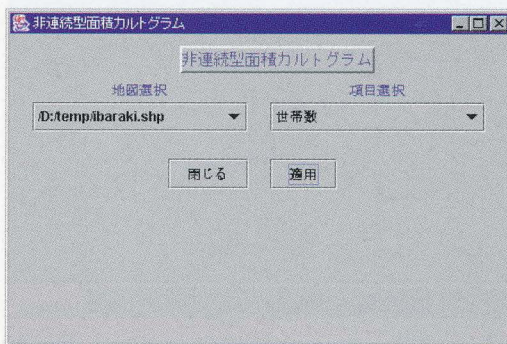 非連続型面積カルトグラム
非連続型面積カルトグラム
地図選択 項目選択
/D:/temp/ibaraki.shp 世帯数
閉じる 適用